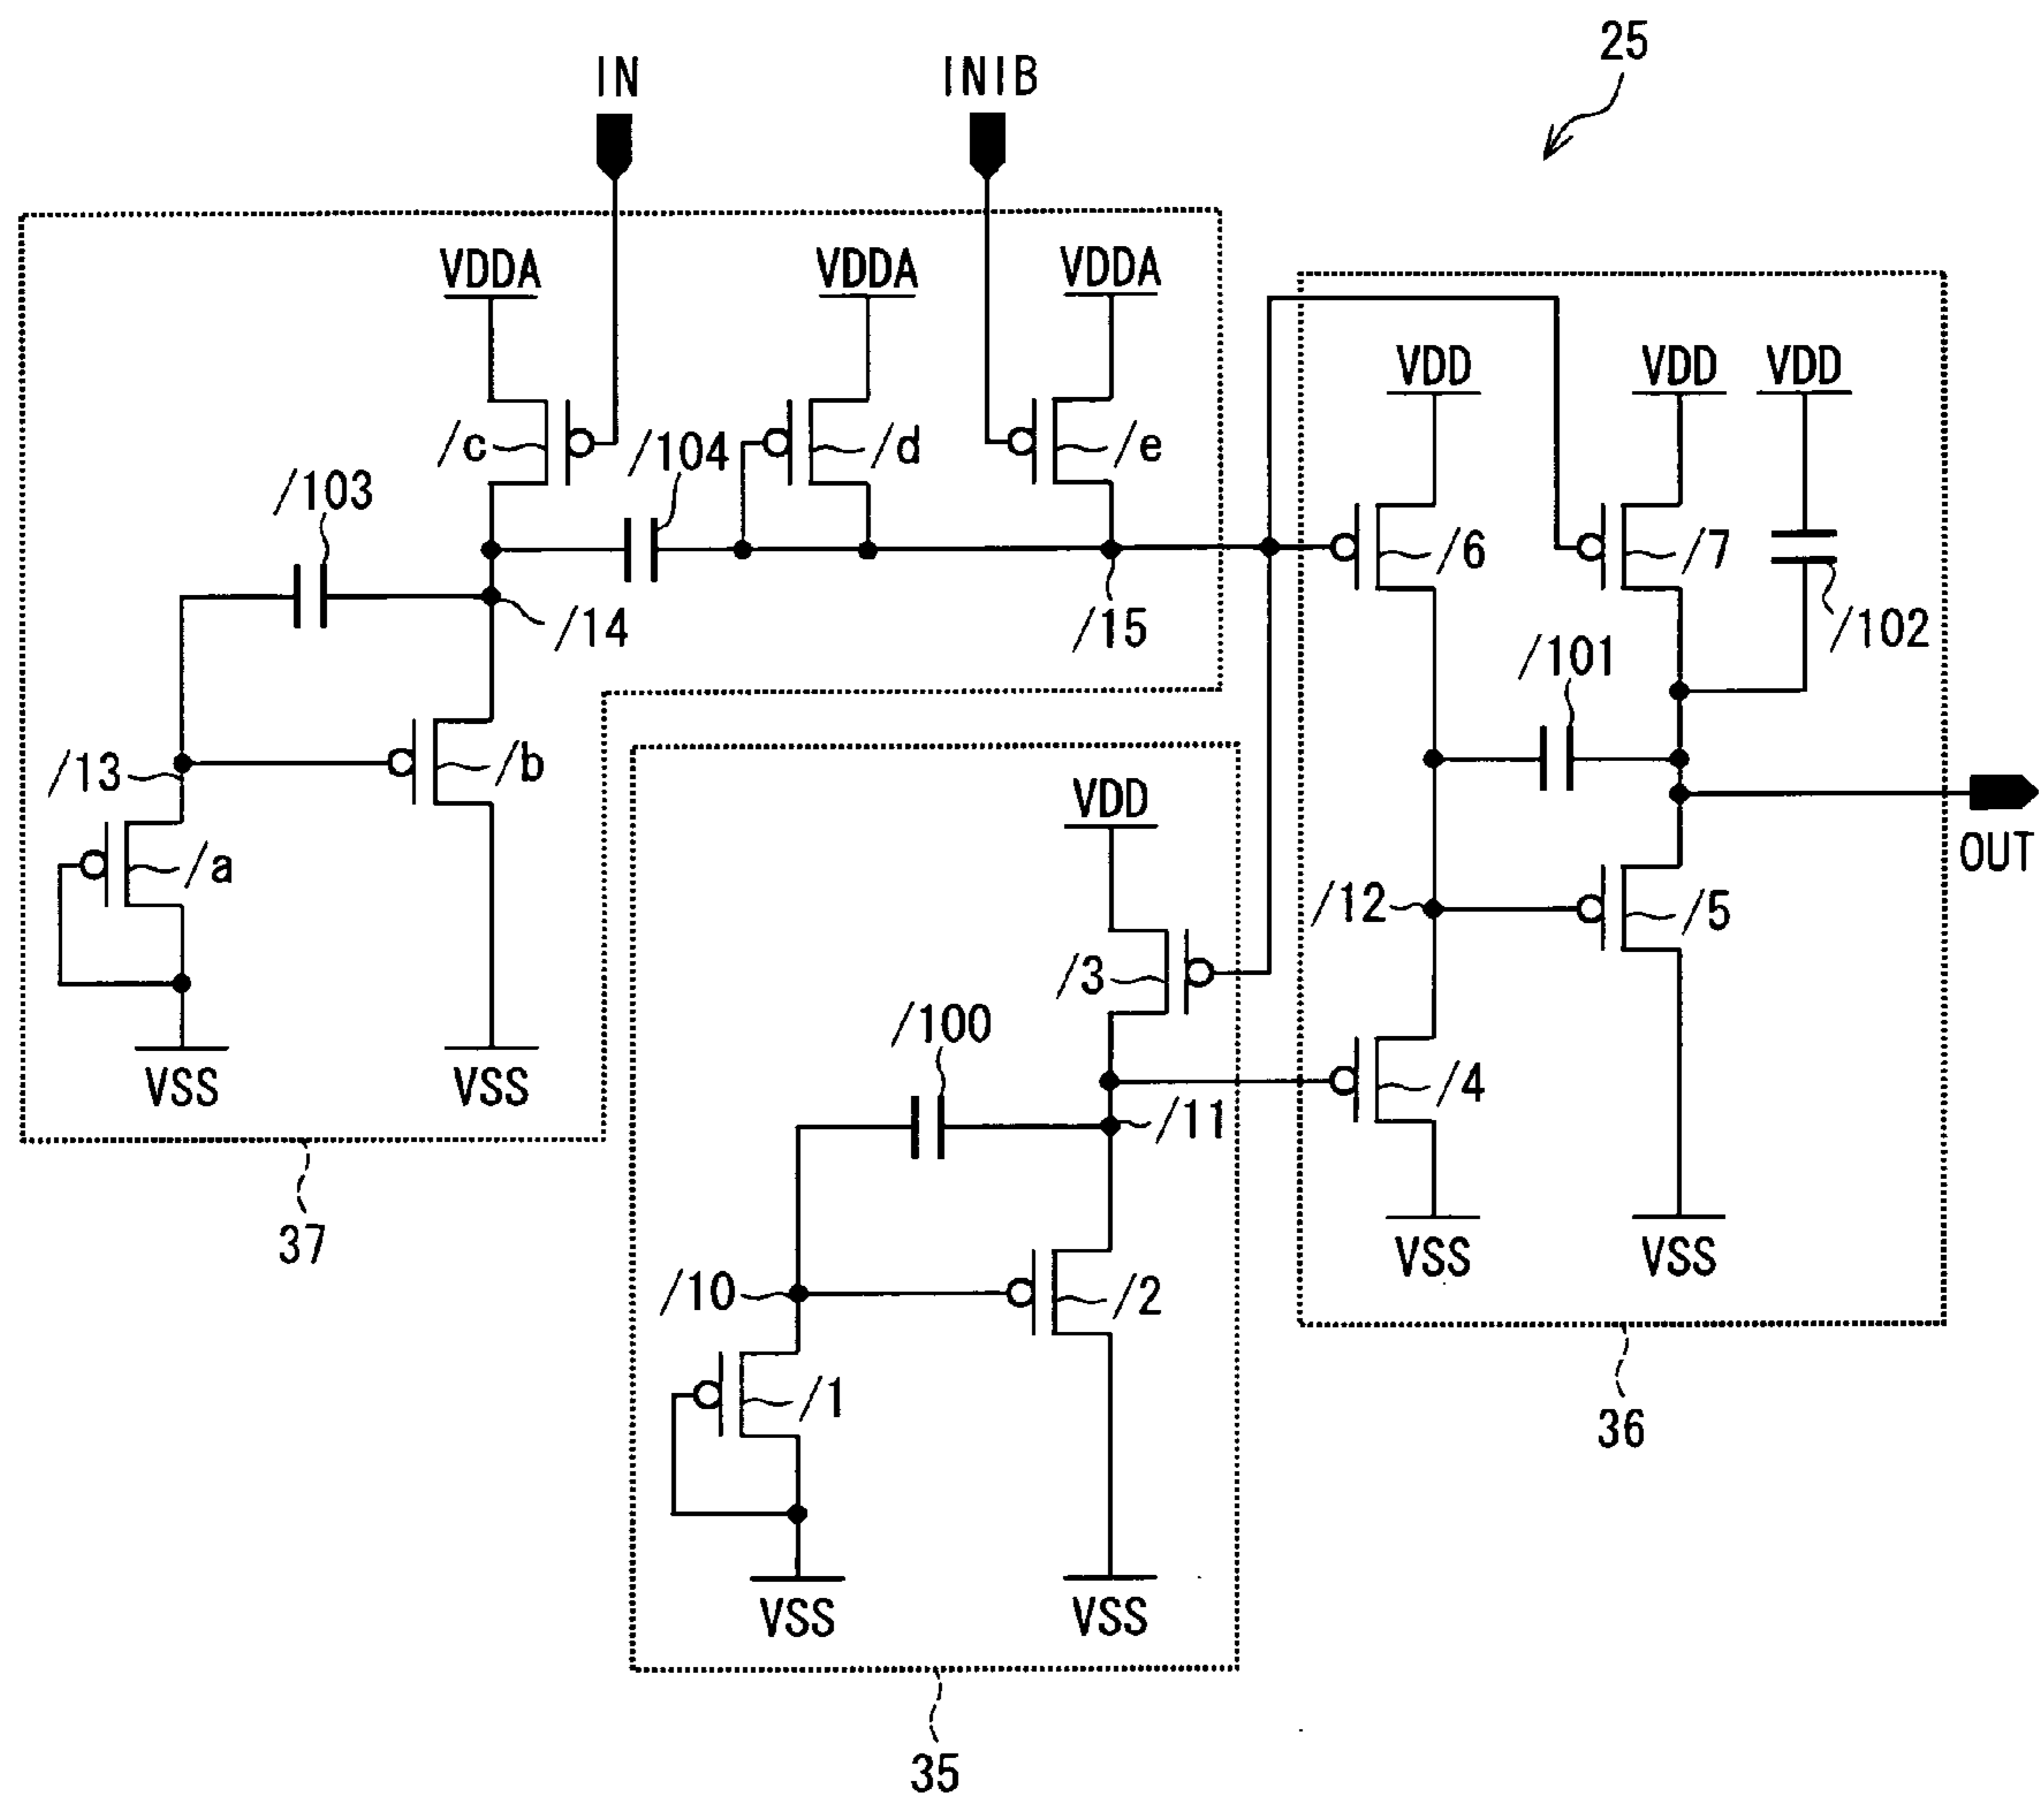 25
IN
INIB
VDDA
VDDA
VDDA
VDD
VDD
VDD
/c
/104
/d
/e
/103
/6
/7
/14
/15
/102
/101
/13
/b
VDD
/a
OUT
/12
/5
/3
/100
VSS
VSS
/4
/11
37
/10
/2
VSS
VSS
/1
36
VSS
VSS
35